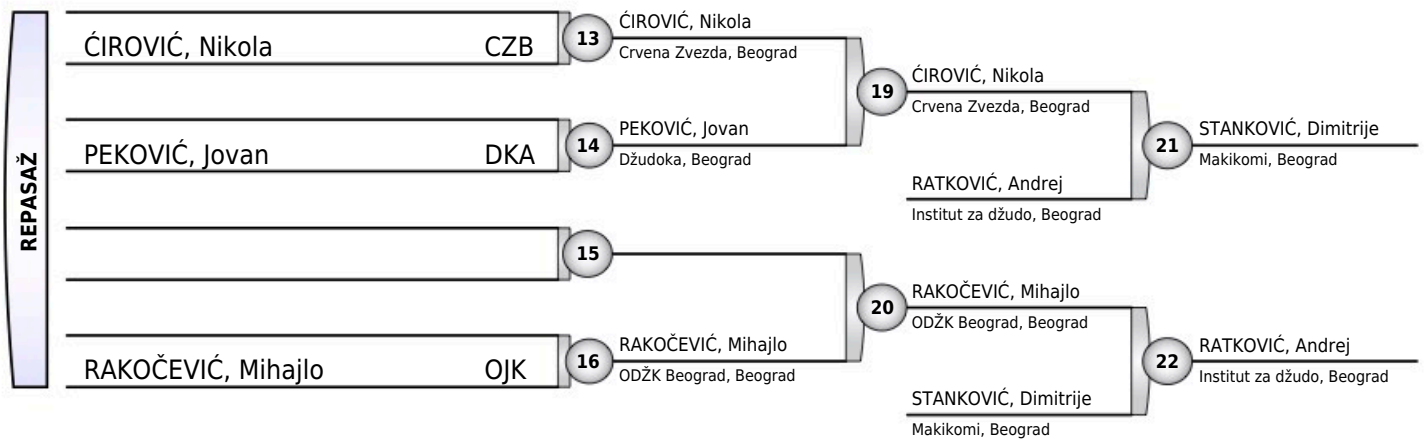 REPASAŽ
ĆIROVIĆ, Nikola CZB
PEKOVIĆ, Jovan DKA
RAKOČEVIĆ, Mihajlo OJK
13
ĆIROVIĆ, Nikola
Crvena Zvezda, Beograd
14
PEKOVIĆ, Jovan
Džudoka, Beograd
15
16
RAKOČEVIĆ, Mihajlo
ODŽK Beograd, Beograd
19
ĆIROVIĆ, Nikola
Crvena Zvezda, Beograd
RATKOVIĆ, Andrej
Institut za džudo, Beograd
20
RAKOČEVIĆ, Mihajlo
ODŽK Beograd, Beograd
STANKOVIĆ, Dimitrije
Makikomi, Beograd
21
STANKOVIĆ, Dimitrije
Makikomi, Beograd
22
RATKOVIĆ, Andrej
Institut za džudo, Beograd